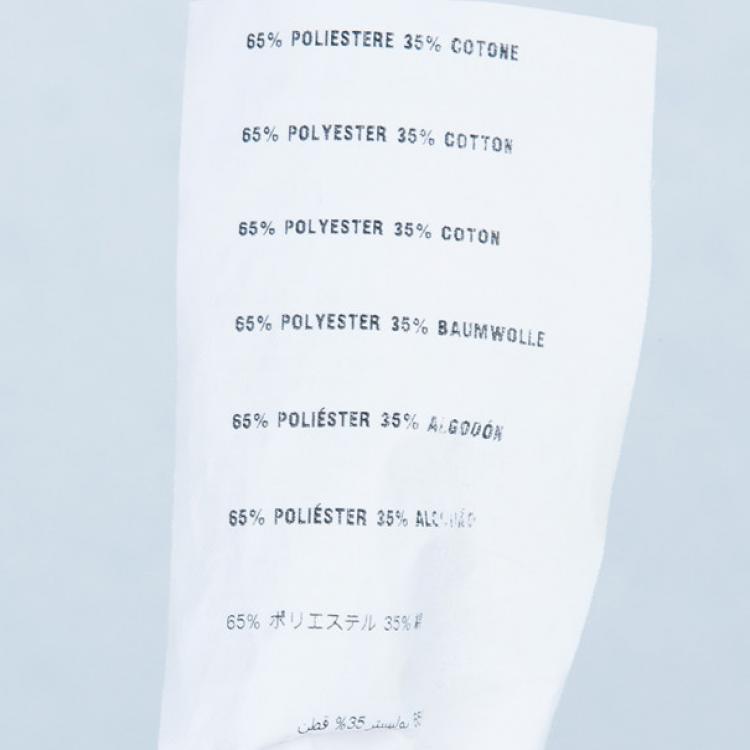 65% POLIESTERE 35% COTONE
65% POLYESTER 35% COTTON
65% POLYESTER 35% COTON
65% POLYESTER 35% BAUMWOLLE
65% POLIÉSTER 35% ALGODÓN
65% POLIÉSTER 35%
65% ポリエステル 35%
35% قطن